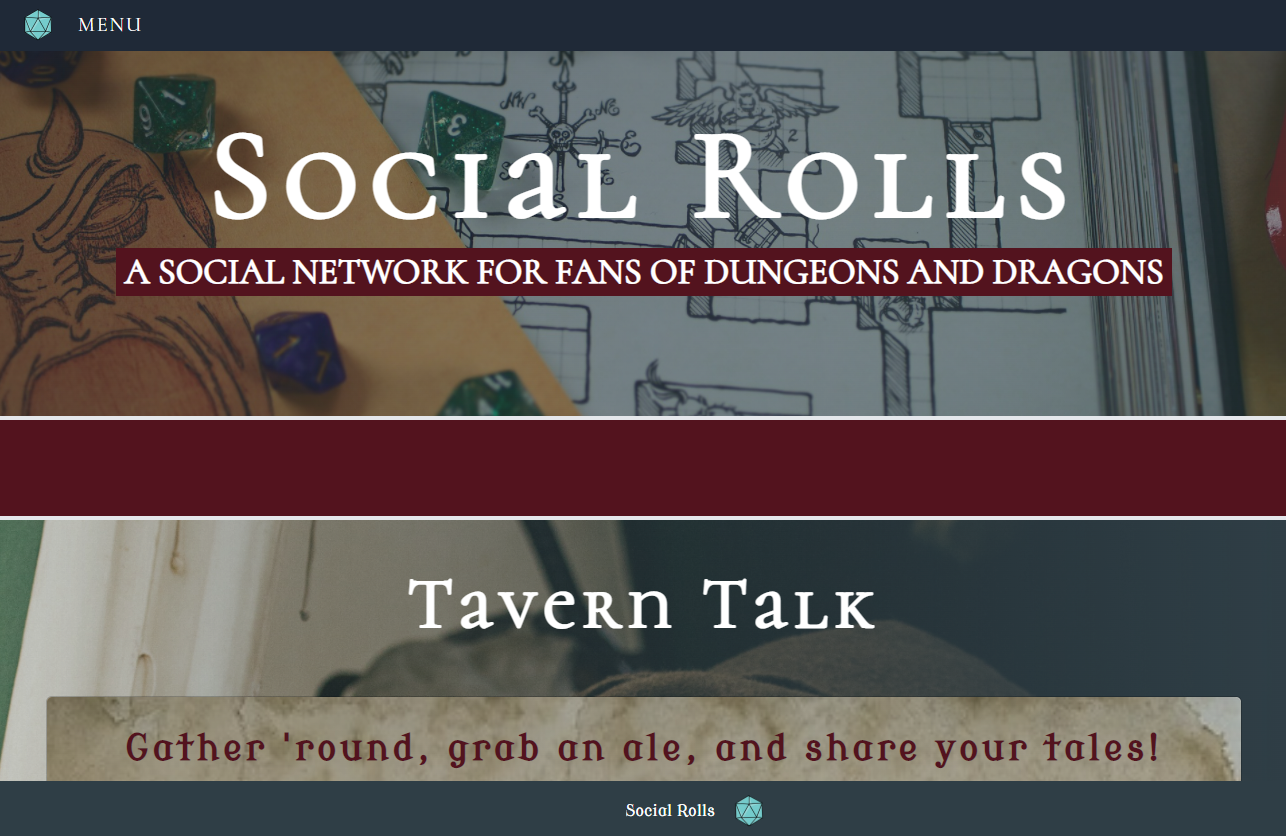 MENU
Social Rolls
A SOCIAL NETWORK FOR FANS OF DUNGEONS AND DRAGONS
Tavern Talk
Gather 'round, grab an ale, and share your tales!
Social Rolls